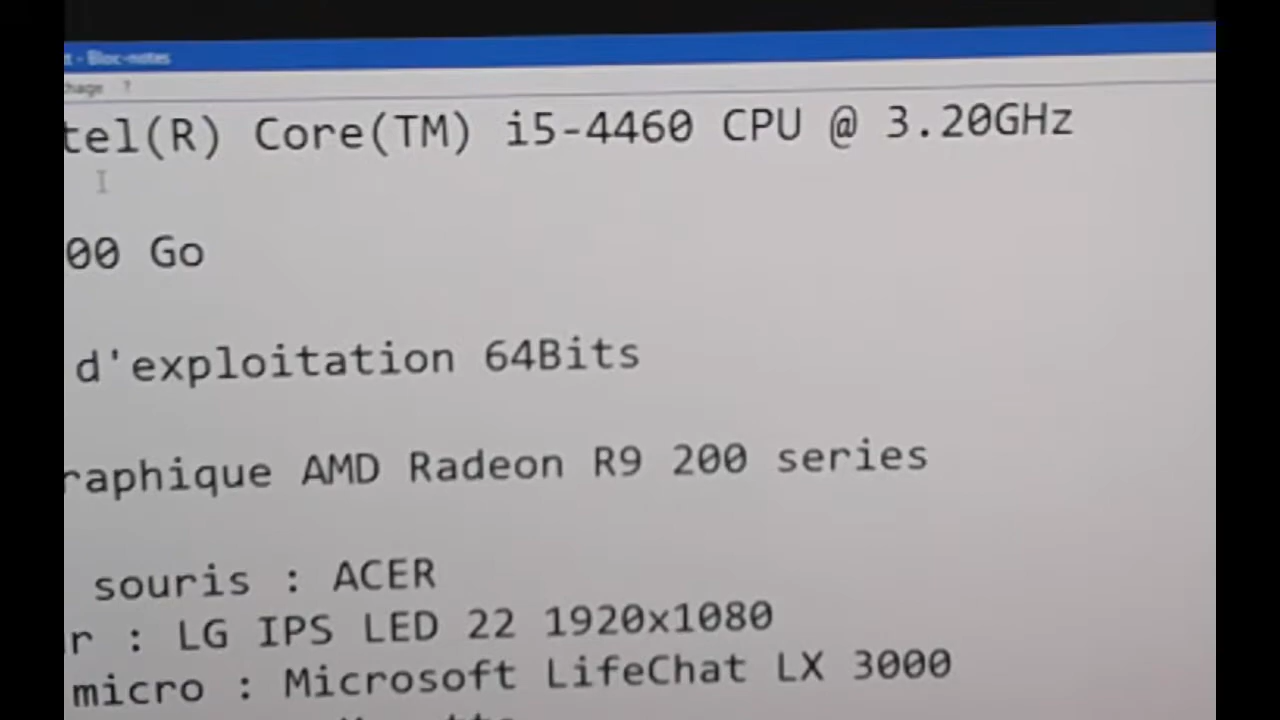 - Bloc-notes
?
tel(R) Core(TM) i5-4460 CPU @ 3.20GHz
00 Go
d'exploitation 64Bits
raphique AMD Radeon R9 200 series
souris : ACER
r : LG IPS LED 22 1920x1080
micro : Microsoft LifeChat LX 3000